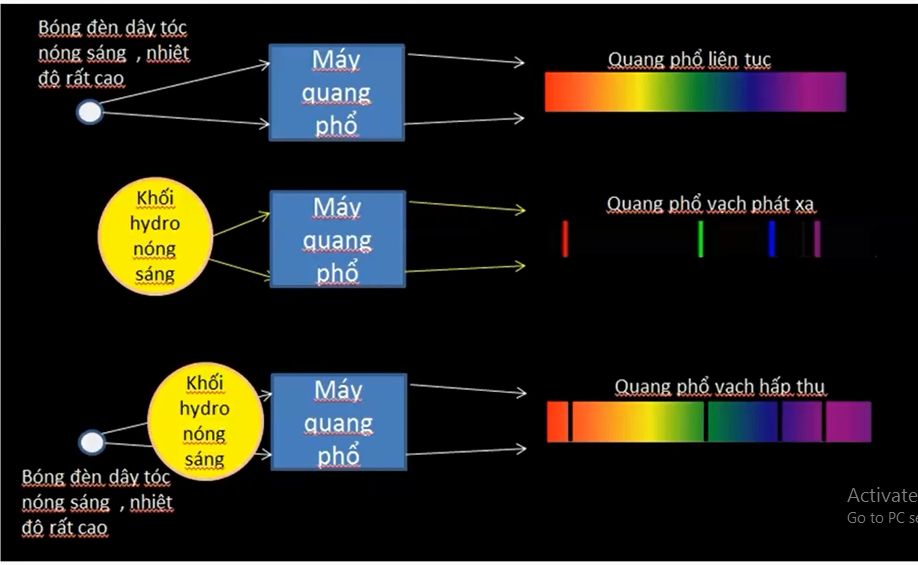 Bóng đèn dây tóc
nóng sáng , nhiệt
độ rất cao
Máy
quang
phổ
Quang phổ liên tục
Khối
hydro
nóng
sáng
Máy
quang
phổ
Quang phổ vạch phát xạ
Khối
hydro
nóng
sáng
Máy
quang
phổ
Quang phổ vạch hấp thụ
Bóng đèn dây tóc
nóng sáng , nhiệt
độ rất cao
Activate
Go to PC se